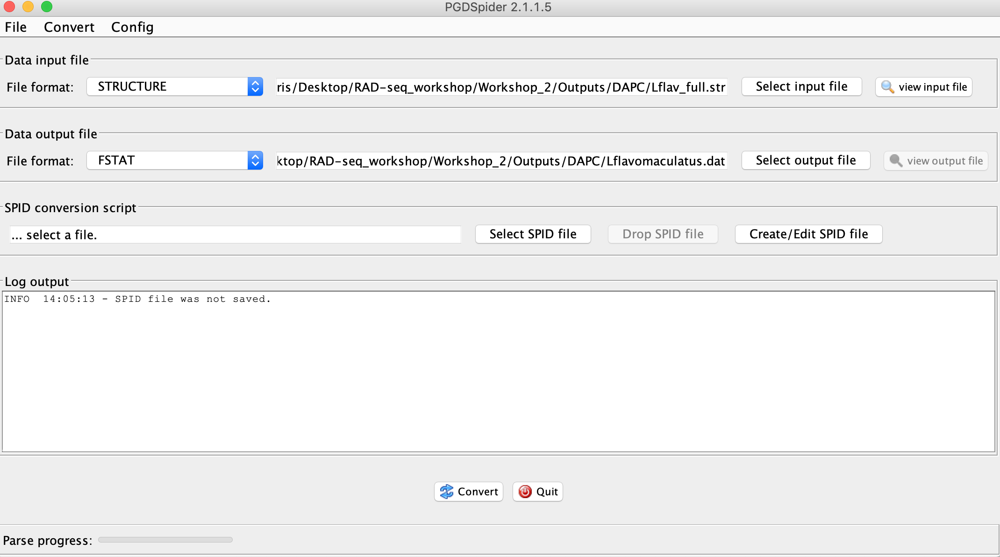 PGDSpider 2.1.1.5
File Convert Config
Data input file
File format: STRUCTURE ris/Desktop/RAD-seq_workshop/Workshop_2/Outputs/DAPC/Lflav_full.str Select input file view input file
Data output file
File format: FSTAT ktop/RAD-seq_workshop/Workshop_2/Outputs/DAPC/Lflavomaculatus.dat Select output file view output file
SPID conversion script
... select a file. Select SPID file Drop SPID file Create/Edit SPID file
Log output
INFO 14:05:13 - SPID file was not saved.
Convert Quit
Parse progress: